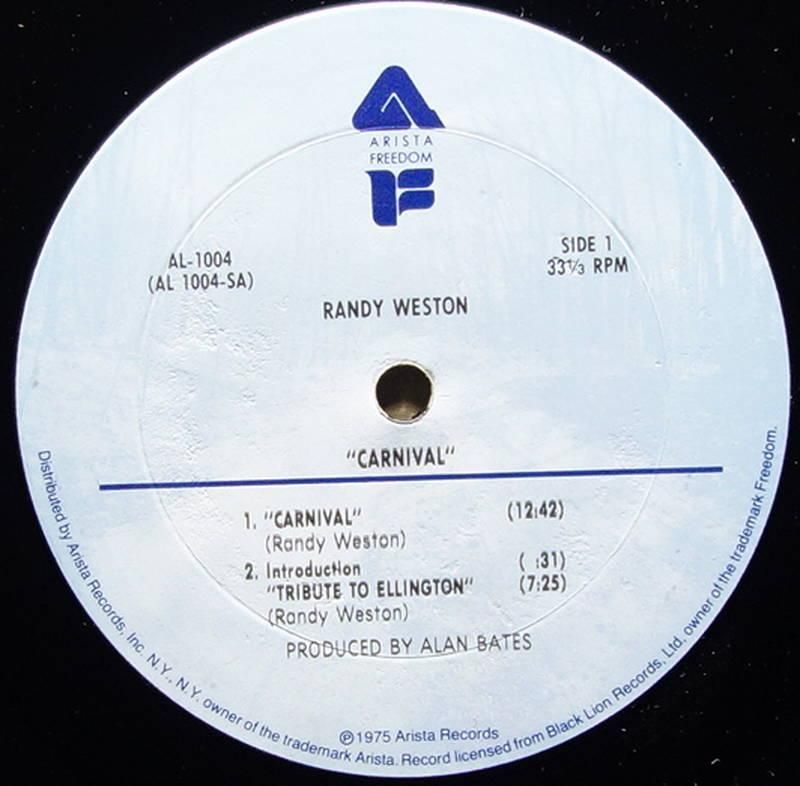 ARISTA
FREEDOM
AL-1004
(AL 1004-SA)
SIDE 1
33⅓ RPM
RANDY WESTON
"CARNIVAL"
1. "CARNIVAL" (12:42)
(Randy Weston)
2. Introduction ( :31)
"TRIBUTE TO ELLINGTON" (7:25)
(Randy Weston)
PRODUCED BY ALAN BATES
℗1975 Arista Records
Distributed by Arista Records, Inc. N.Y., N.Y. owner of the trademark Arista. Record licensed from Black Lion Records, Ltd. owner of the trademark Freedom.